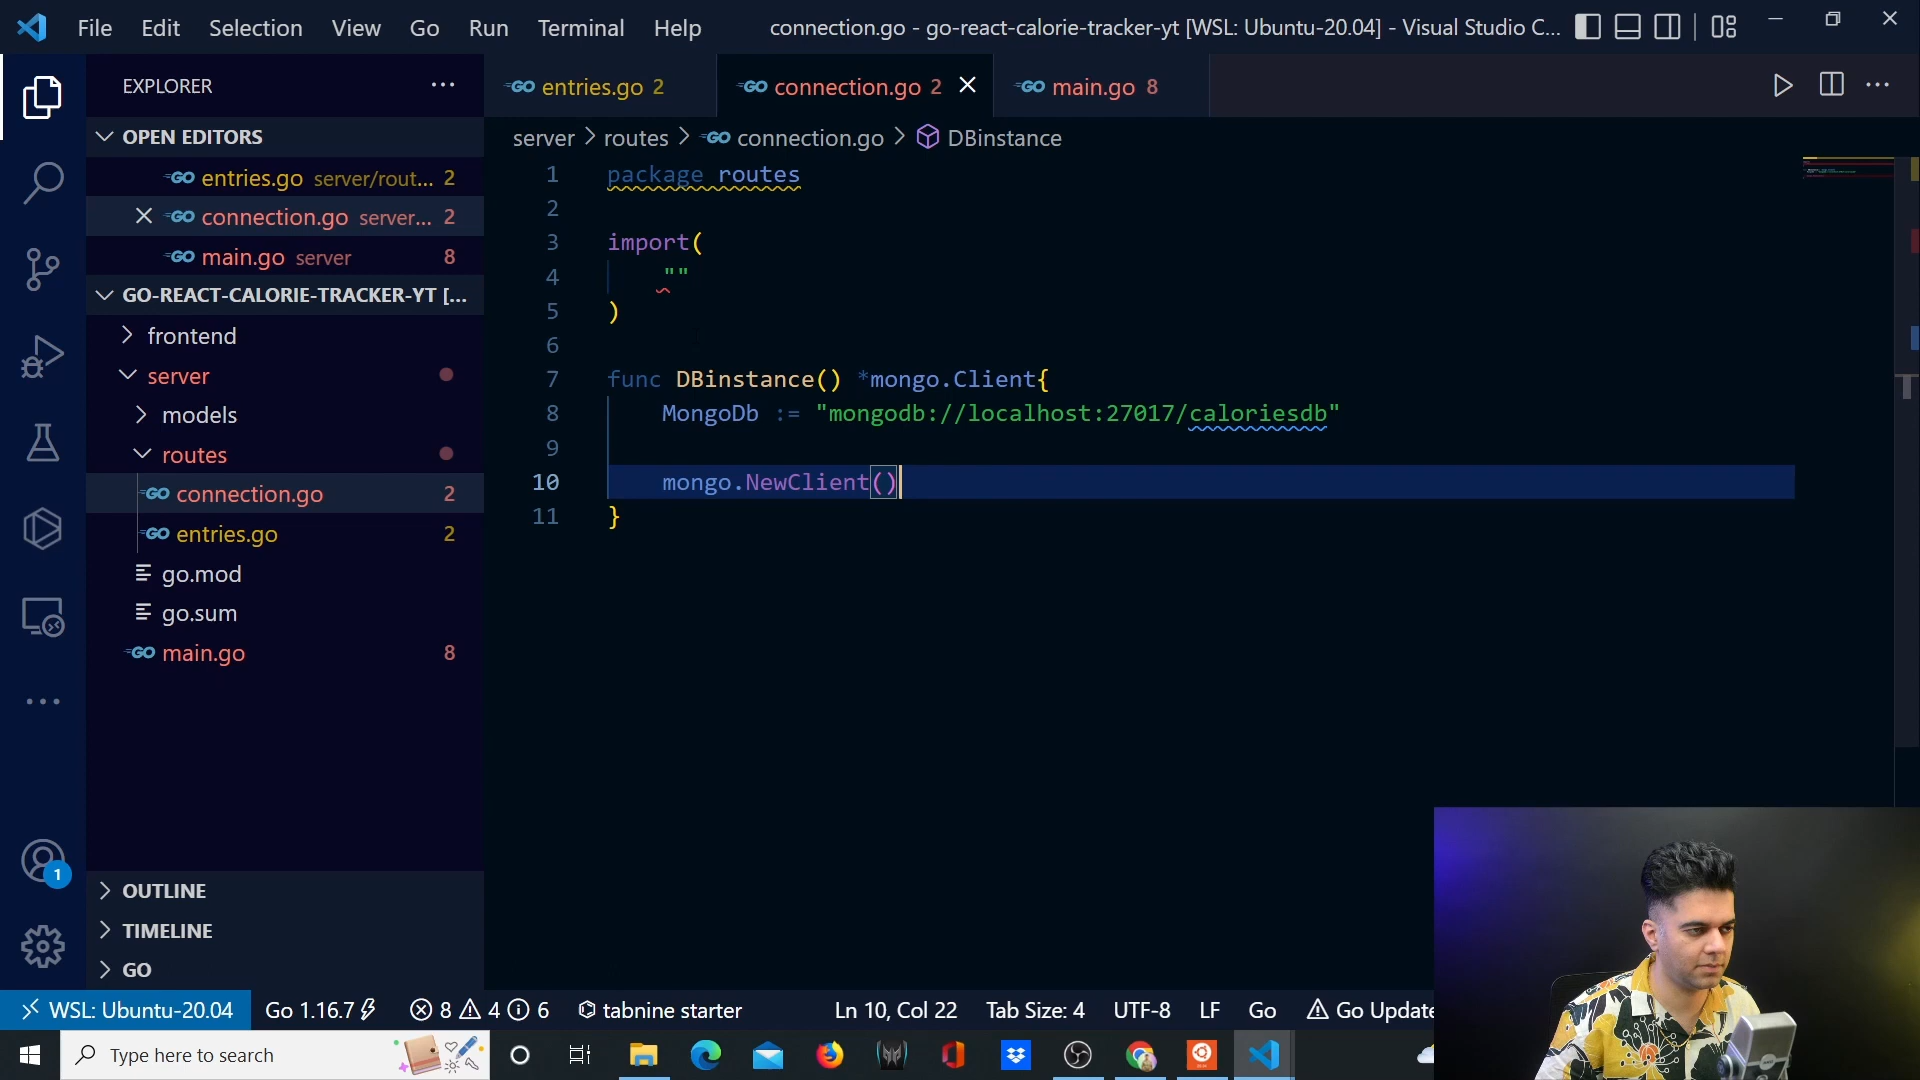 File Edit Selection View Go Run Terminal Help
connection.go - go-react-calorie-tracker-yt [WSL: Ubuntu-20.04] - Visual Studio C...
EXPLORER
OPEN EDITORS
entries.go server/rout... 2
connection.go server... 2
main.go server 8
GO-REACT-CALORIE-TRACKER-YT [...
frontend
server
models
routes
connection.go 2
entries.go 2
go.mod
go.sum
main.go 8
OUTLINE
TIMELINE
GO
1
entries.go 2
connection.go 2
main.go 8
server > routes > connection.go > DBinstance
1 package routes
2
3 import(
4 ""
5 )
6
7 func DBinstance() *mongo.Client{
8 MongoDb := "mongodb://localhost:27017/caloriesdb"
9
10 mongo.NewClient()
11 }
WSL: Ubuntu-20.04 Go 1.16.7 8 4 6 tabnine starter Ln 10, Col 22 Tab Size: 4 UTF-8 LF Go Go Update
Type here to search